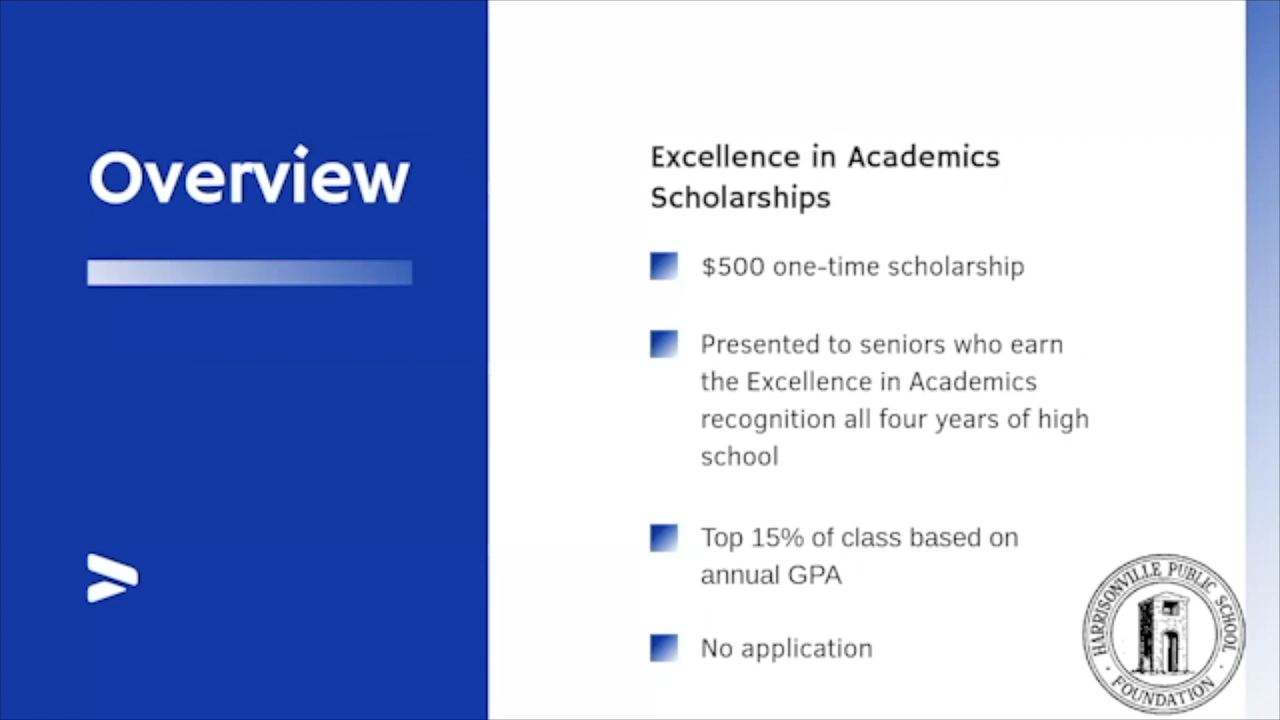 Overview
Excellence in Academics
Scholarships
$500 one-time scholarship
Presented to seniors who earn
the Excellence in Academics
recognition all four years of high
school
Top 15% of class based on
annual GPA
No application
HARRISONVILLE PUBLIC SCHOOL
FOUNDATION